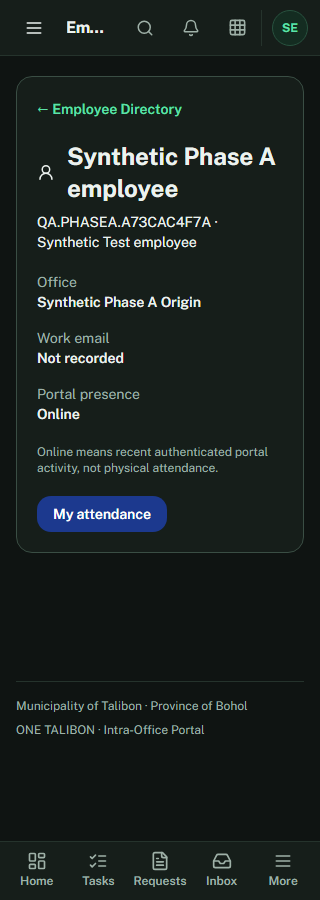 Em...
SE
← Employee Directory
Synthetic Phase A
employee
QA.PHASEA.A73CAC4F7A ·
Synthetic Test employee
Office
Synthetic Phase A Origin
Work email
Not recorded
Portal presence
Online
Online means recent authenticated portal
activity, not physical attendance.
My attendance
Municipality of Talibon · Province of Bohol
ONE TALIBON · Intra-Office Portal
Home Tasks Requests Inbox More